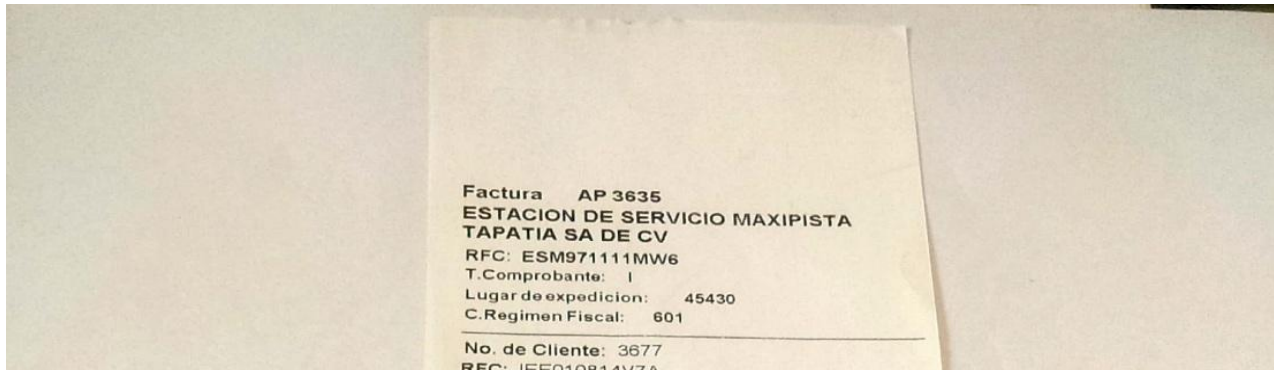 Factura AP 3635
ESTACION DE SERVICIO MAXIPISTA
TAPATIA SA DE CV
RFC: ESM971111MW6
T.Comprobante: I
Lugar de expedicion: 45430
C.Regimen Fiscal: 601
No. de Cliente: 3677
RFC: